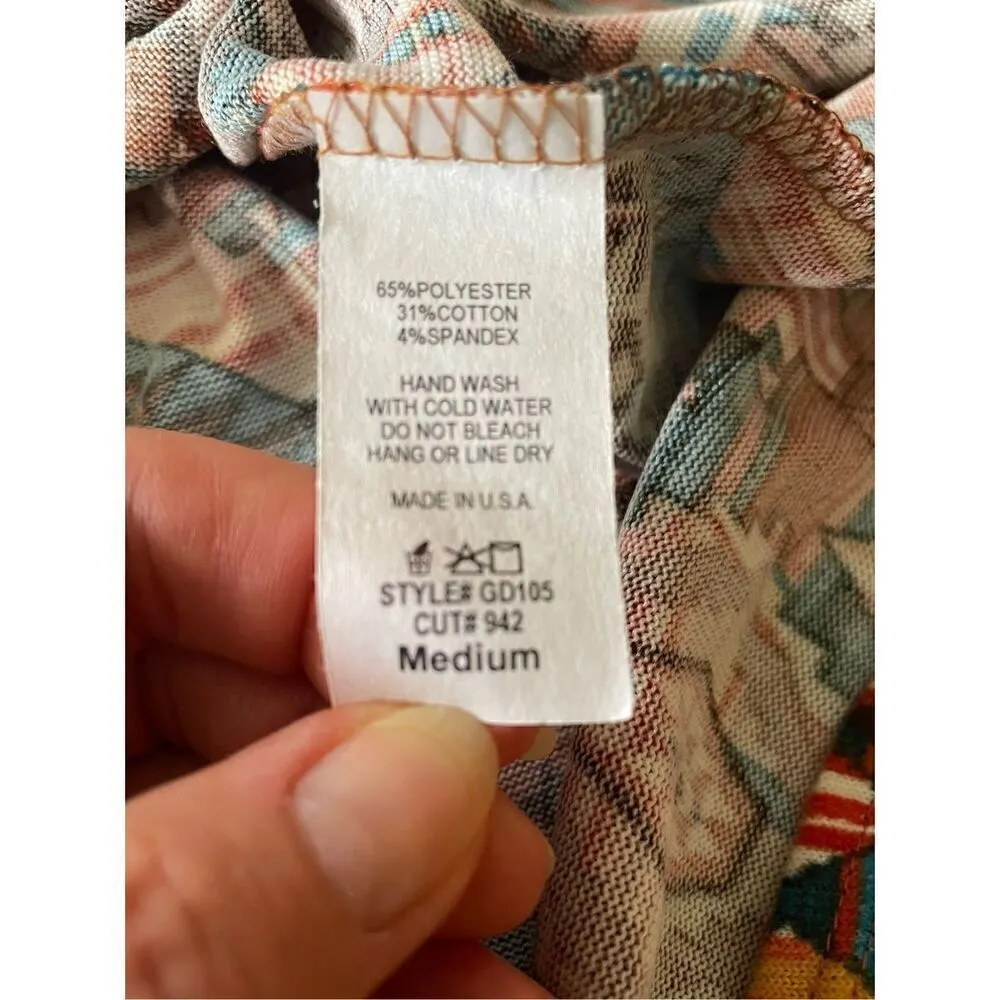 65%POLYESTER
31%COTTON
4%SPANDEX
HAND WASH
WITH COLD WATER
DO NOT BLEACH
HANG OR LINE DRY
MADE IN U.S.A.
STYLE# GD105
CUT# 942
Medium